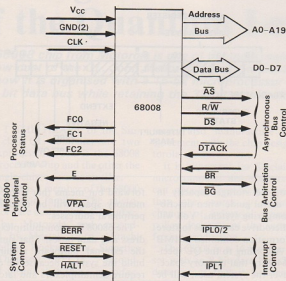 VCC
GND(2)
CLK
Address
Bus
A0–A19
Data Bus
D0–D7
68008
AS
R/W
DS
DTACK
Asynchronous
Bus
Control
FC0
FC1
FC2
Processor
Status
E
VPA
M6800
Peripheral
Control
BR
BG
Bus Arbitration
Control
BERR
RESET
HALT
System
Control
IPL0/2
IPL1
Interrupt
Control